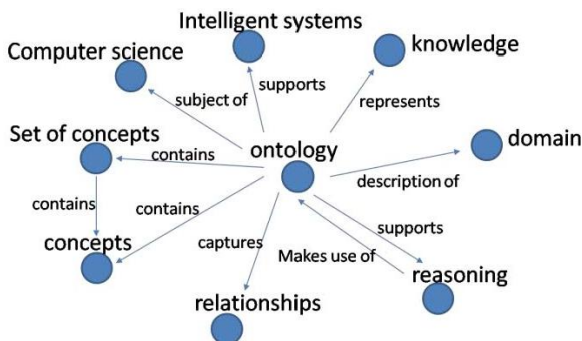 Intelligent systems
Computer science
knowledge
subject of
supports
represents
Set of concepts
contains
ontology
domain
description of
contains
contains
supports
concepts
captures
Makes use of
reasoning
relationships